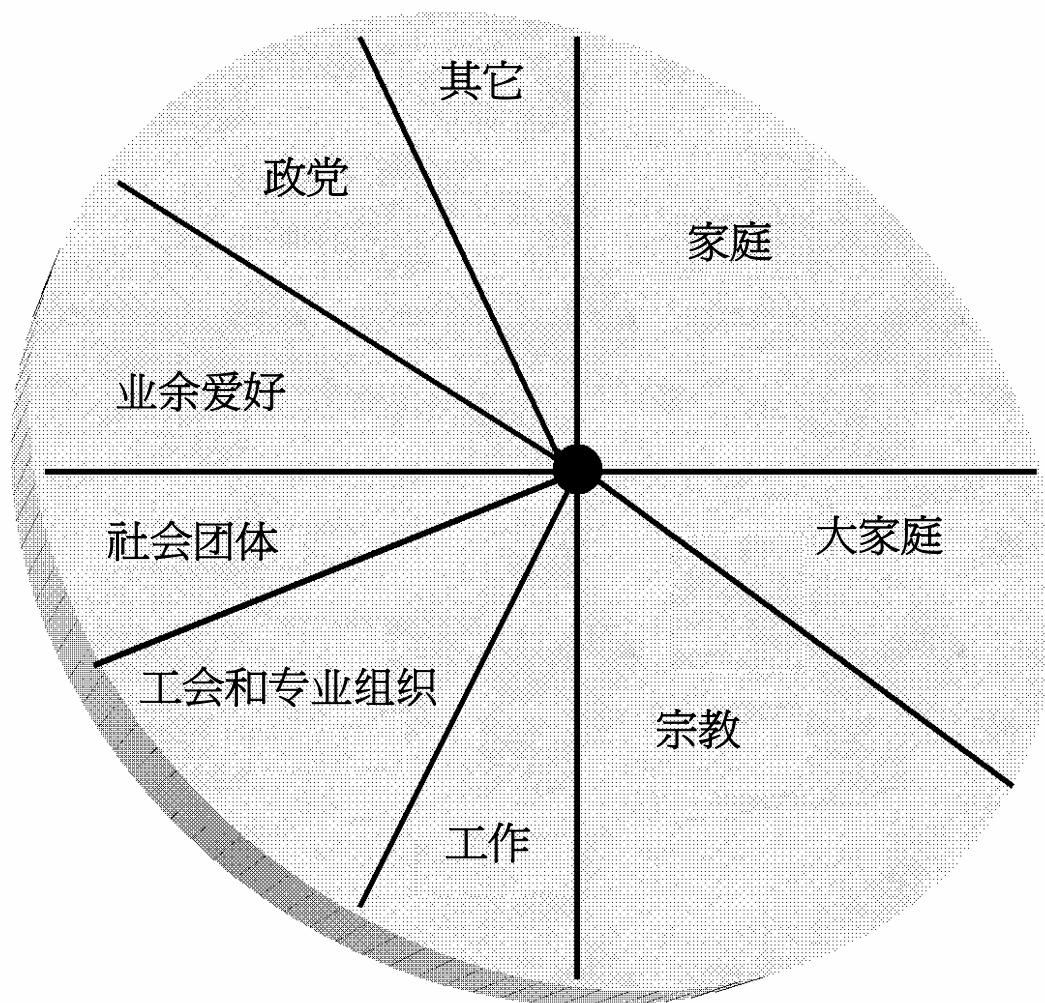 其它
政党
家庭
业余爱好
社会团体
大家庭
工会和专业组织
宗教
工作